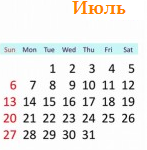 Июль
Sun Mon Tue Wed Thu Fri Sat
1 2 3 4 5
6 7 8 9 10 11 12
13 14 15 16 17 18 19
20 21 22 23 24 25 26
27 28 29 30 31